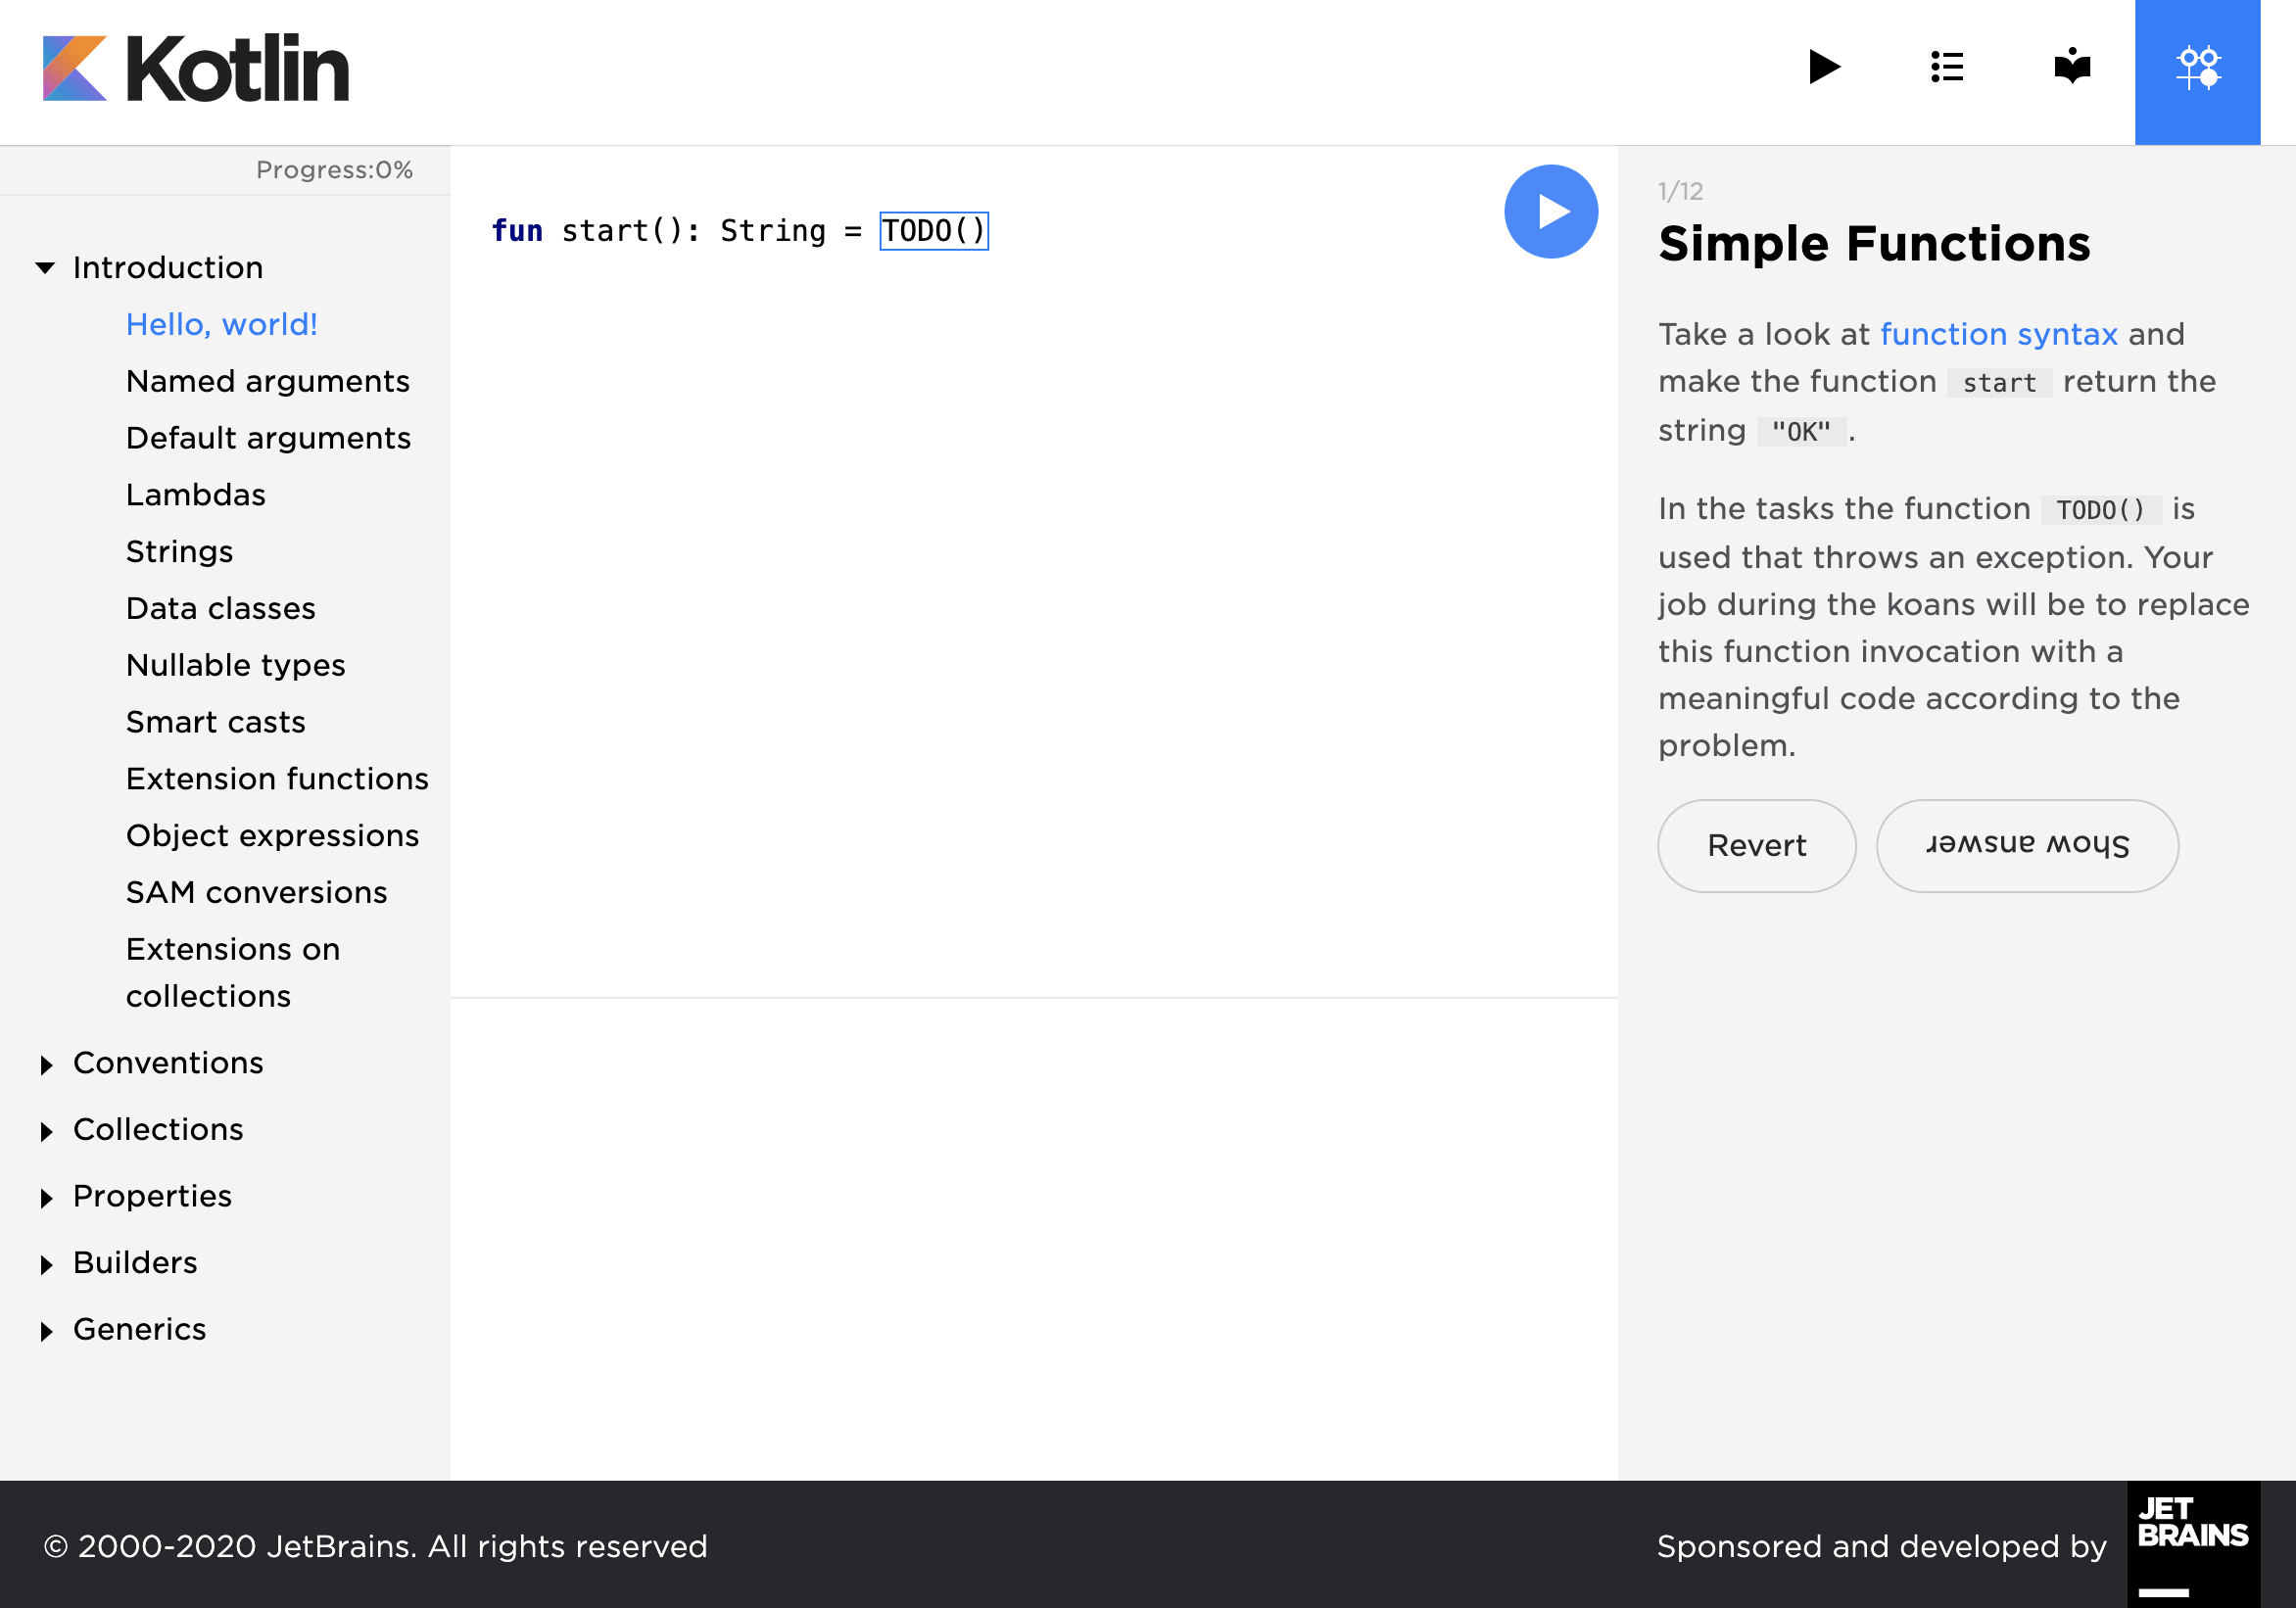 Kotlin
Progress:0%
Introduction
Hello, world!
Named arguments
Default arguments
Lambdas
Strings
Data classes
Nullable types
Smart casts
Extension functions
Object expressions
SAM conversions
Extensions on
collections
Conventions
Collections
Properties
Builders
Generics
fun start(): String = TODO()
1/12
Simple Functions
Take a look at function syntax and
make the function start return the
string "OK" .
In the tasks the function TODO() is
used that throws an exception. Your
job during the koans will be to replace
this function invocation with a
meaningful code according to the
problem.
Revert
Show answer
© 2000-2020 JetBrains. All rights reserved
Sponsored and developed by
JET
BRAINS